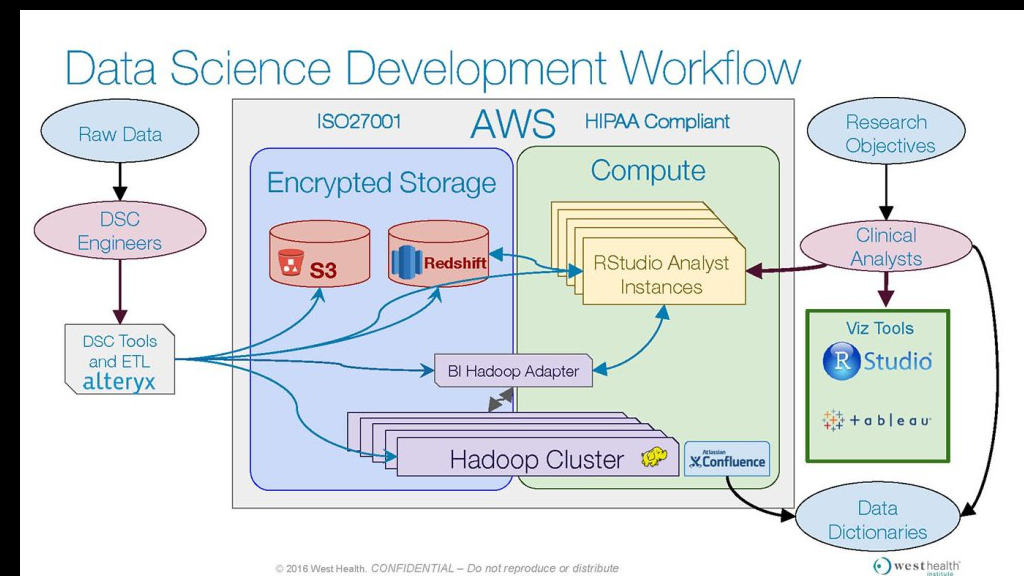 Data Science Development Workflow
Raw Data
DSC
Engineers
DSC Tools
and ETL
alteryx
ISO27001
AWS
HIPAA Compliant
Encrypted Storage
S3
Redshift
Compute
RStudio Analyst
Instances
BI Hadoop Adapter
Hadoop Cluster
Atlassian
Confluence
Research
Objectives
Clinical
Analysts
Viz Tools
R Studio
tableau
Data
Dictionaries
© 2016 West Health. CONFIDENTIAL – Do not reproduce or distribute
westhealth
institute